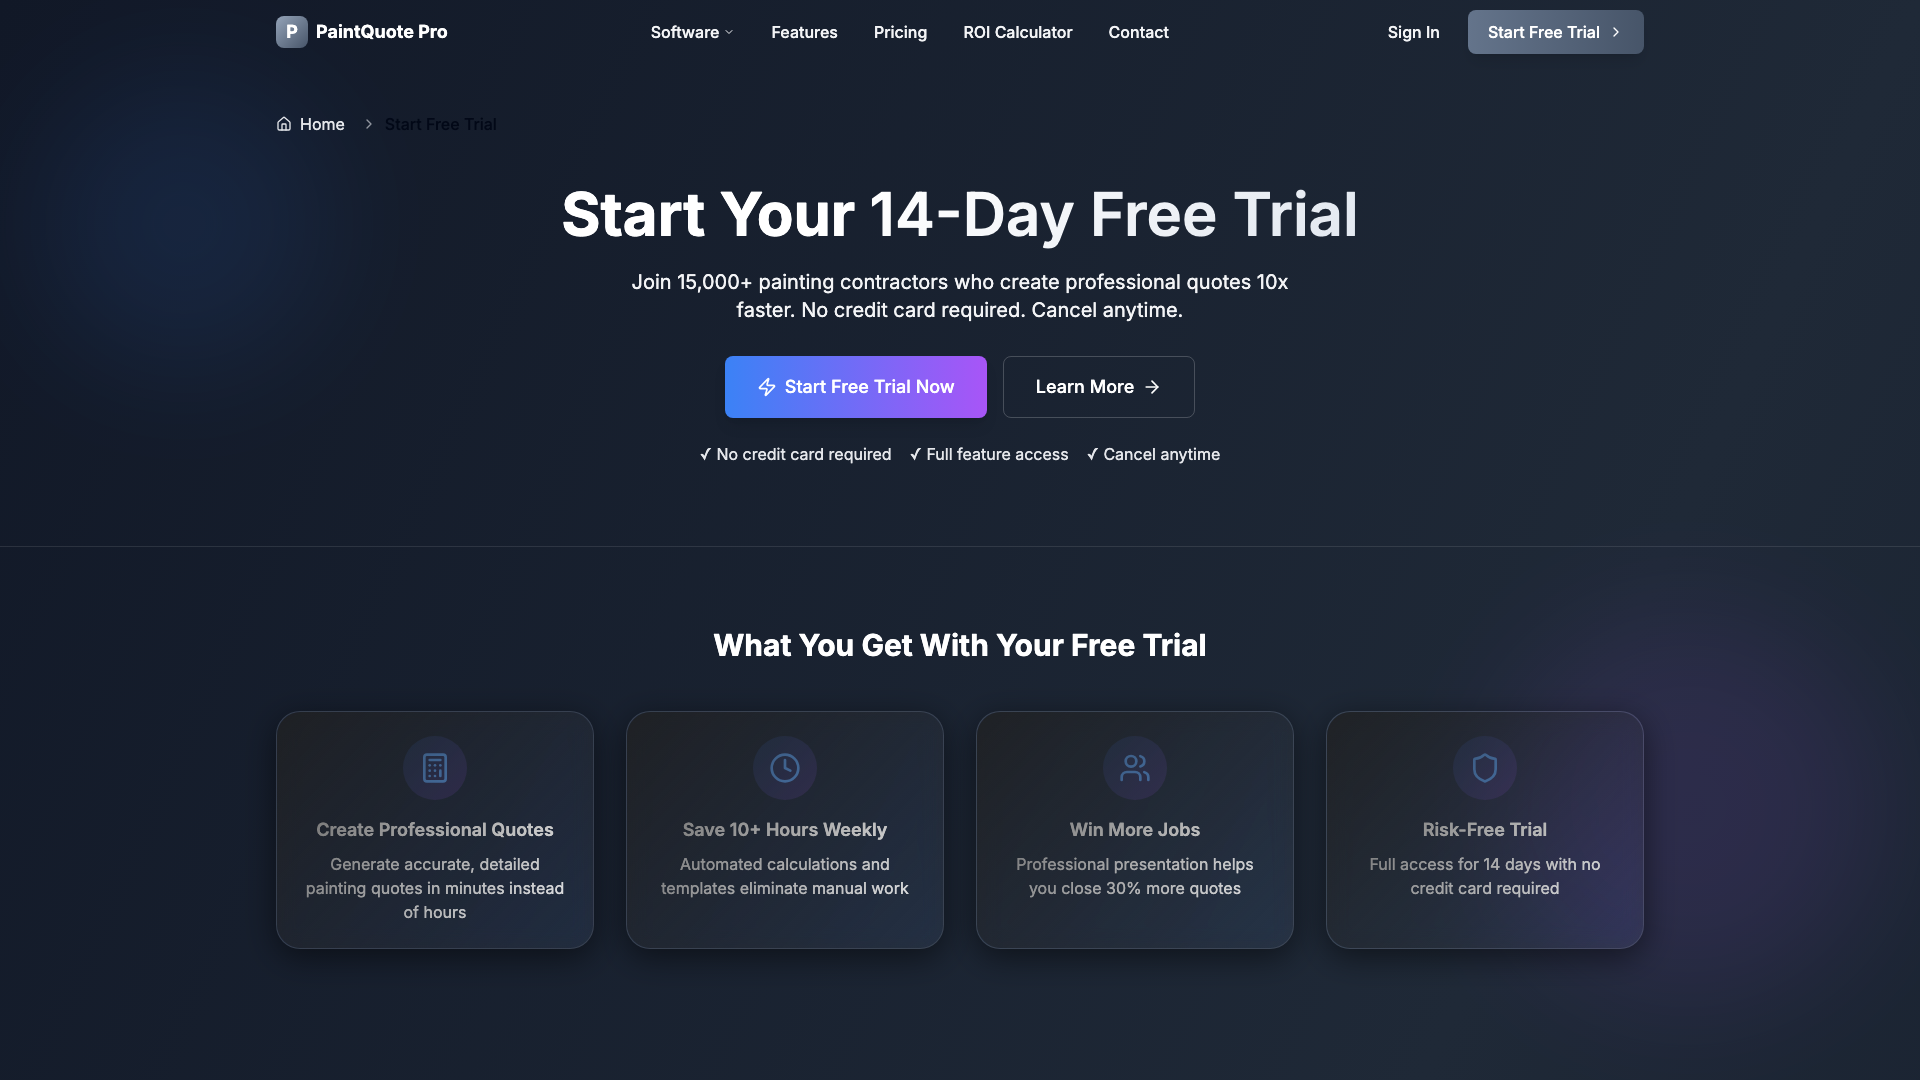 P PaintQuote Pro
Software
Features
Pricing
ROI Calculator
Contact
Sign In
Start Free Trial
Home
Start Free Trial
Start Your 14-Day Free Trial
Join 15,000+ painting contractors who create professional quotes 10x
faster. No credit card required. Cancel anytime.
Start Free Trial Now
Learn More
✓ No credit card required
✓ Full feature access
✓ Cancel anytime
What You Get With Your Free Trial
Create Professional Quotes
Generate accurate, detailed
painting quotes in minutes instead
of hours
Save 10+ Hours Weekly
Automated calculations and
templates eliminate manual work
Win More Jobs
Professional presentation helps
you close 30% more quotes
Risk-Free Trial
Full access for 14 days with no
credit card required